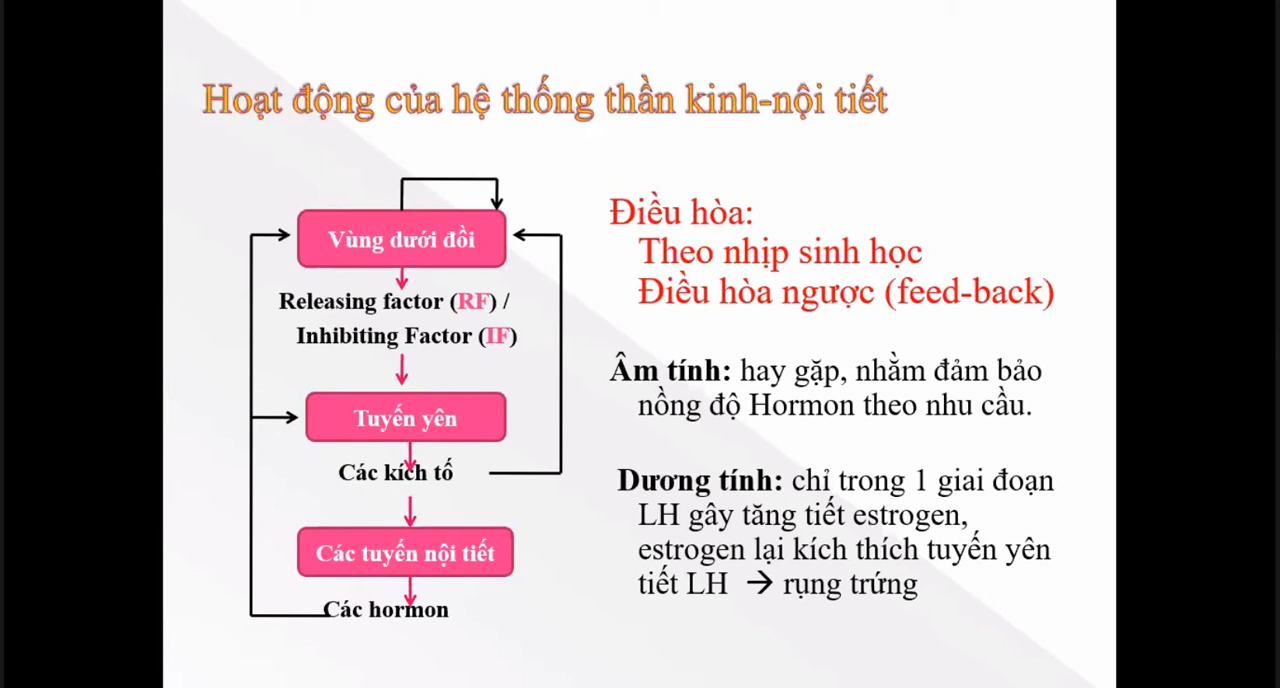 Hoạt động của hệ thống thần kinh-nội tiết
Vùng dưới đồi
Releasing factor (RF) /
Inhibiting Factor (IF)
Tuyến yên
Các kích tố
Các tuyến nội tiết
Các hormon
Điều hòa:
Theo nhịp sinh học
Điều hòa ngược (feed-back)
Âm tính: hay gặp, nhằm đảm bảo
nồng độ Hormon theo nhu cầu.
Dương tính: chỉ trong 1 giai đoạn
LH gây tăng tiết estrogen,
estrogen lại kích thích tuyến yên
tiết LH → rụng trứng